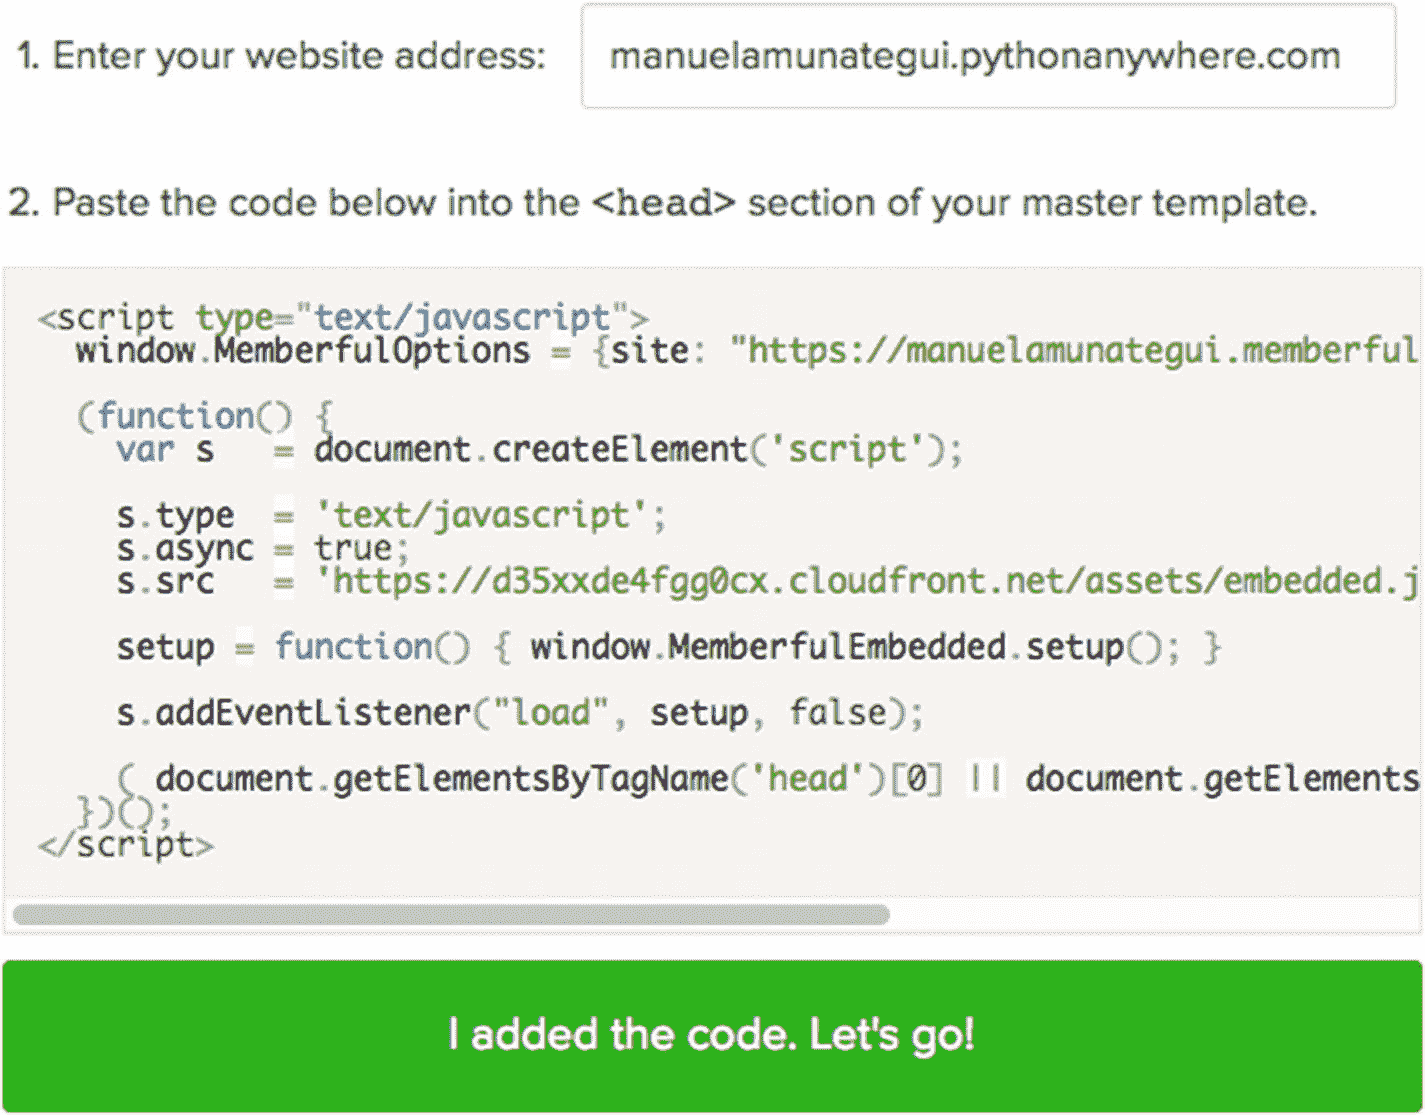 1. Enter your website address: manuelamunategui.pythonanywhere.com
2. Paste the code below into the <head> section of your master template.
<script type="text/javascript">
window.MemberfulOptions = {site: "https://manuelamunategui.memberful
(function() {
var s = document.createElement('script');
s.type = 'text/javascript';
s.async = true;
s.src = 'https://d35xxde4fgg0cx.cloudfront.net/assets/embedded.j
setup = function() { window.MemberfulEmbedded.setup(); }
s.addEventListener("load", setup, false);
( document.getElementsByTagName('head')[0] || document.getElements
})();
</script>
I added the code. Let's go!